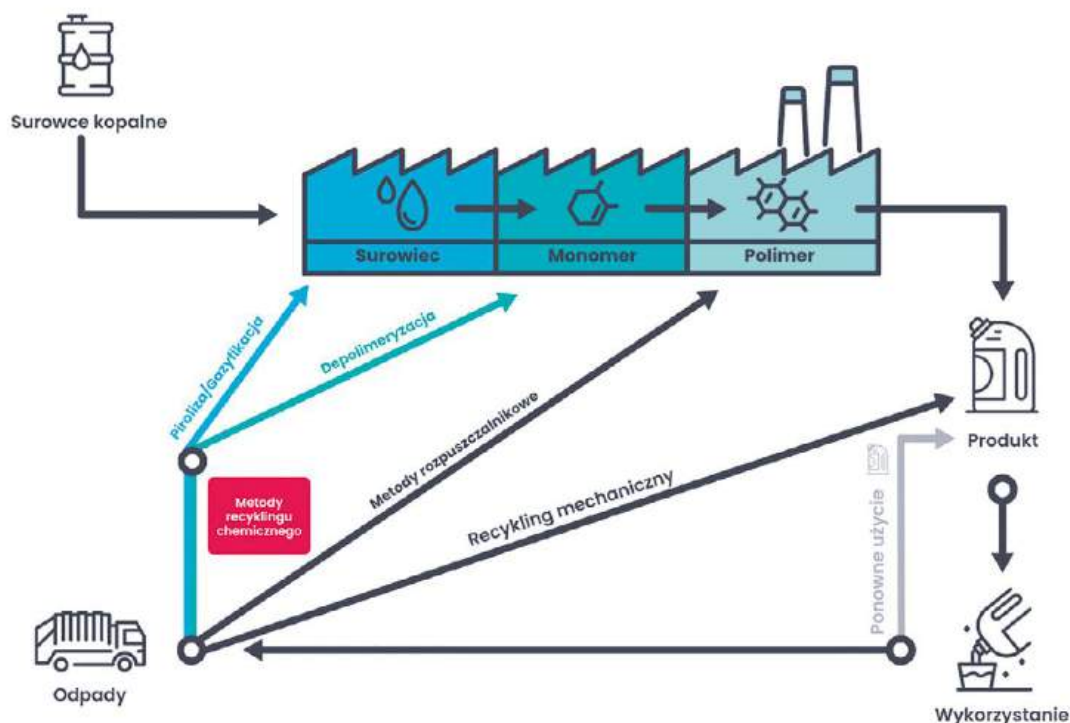 Surowce kopalne
Surowiec
Monomer
Polimer
Piroliza/Gazyfikacja
Depolimeryzacja
Metody rozpuszczalnikowe
Recykling mechaniczny
Ponowne użycie
Produkt
Metody
recyklingu
chemicznego
Odpady
Wykorzystanie